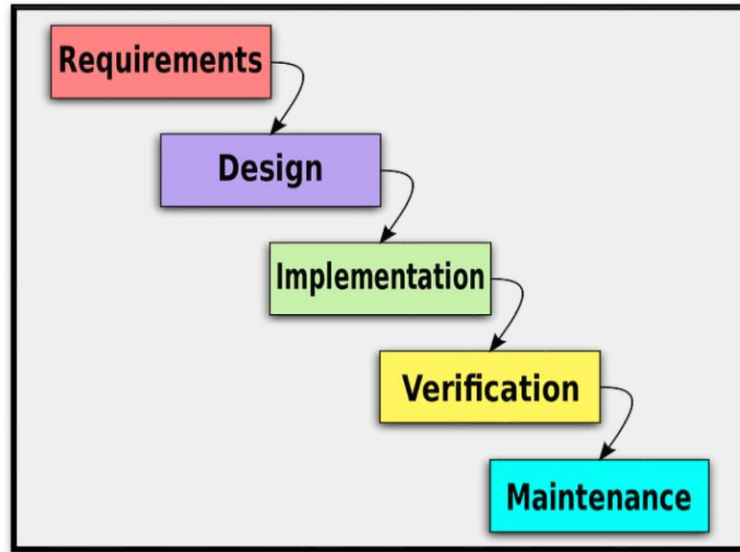 Requirements
Design
Implementation
Verification
Maintenance